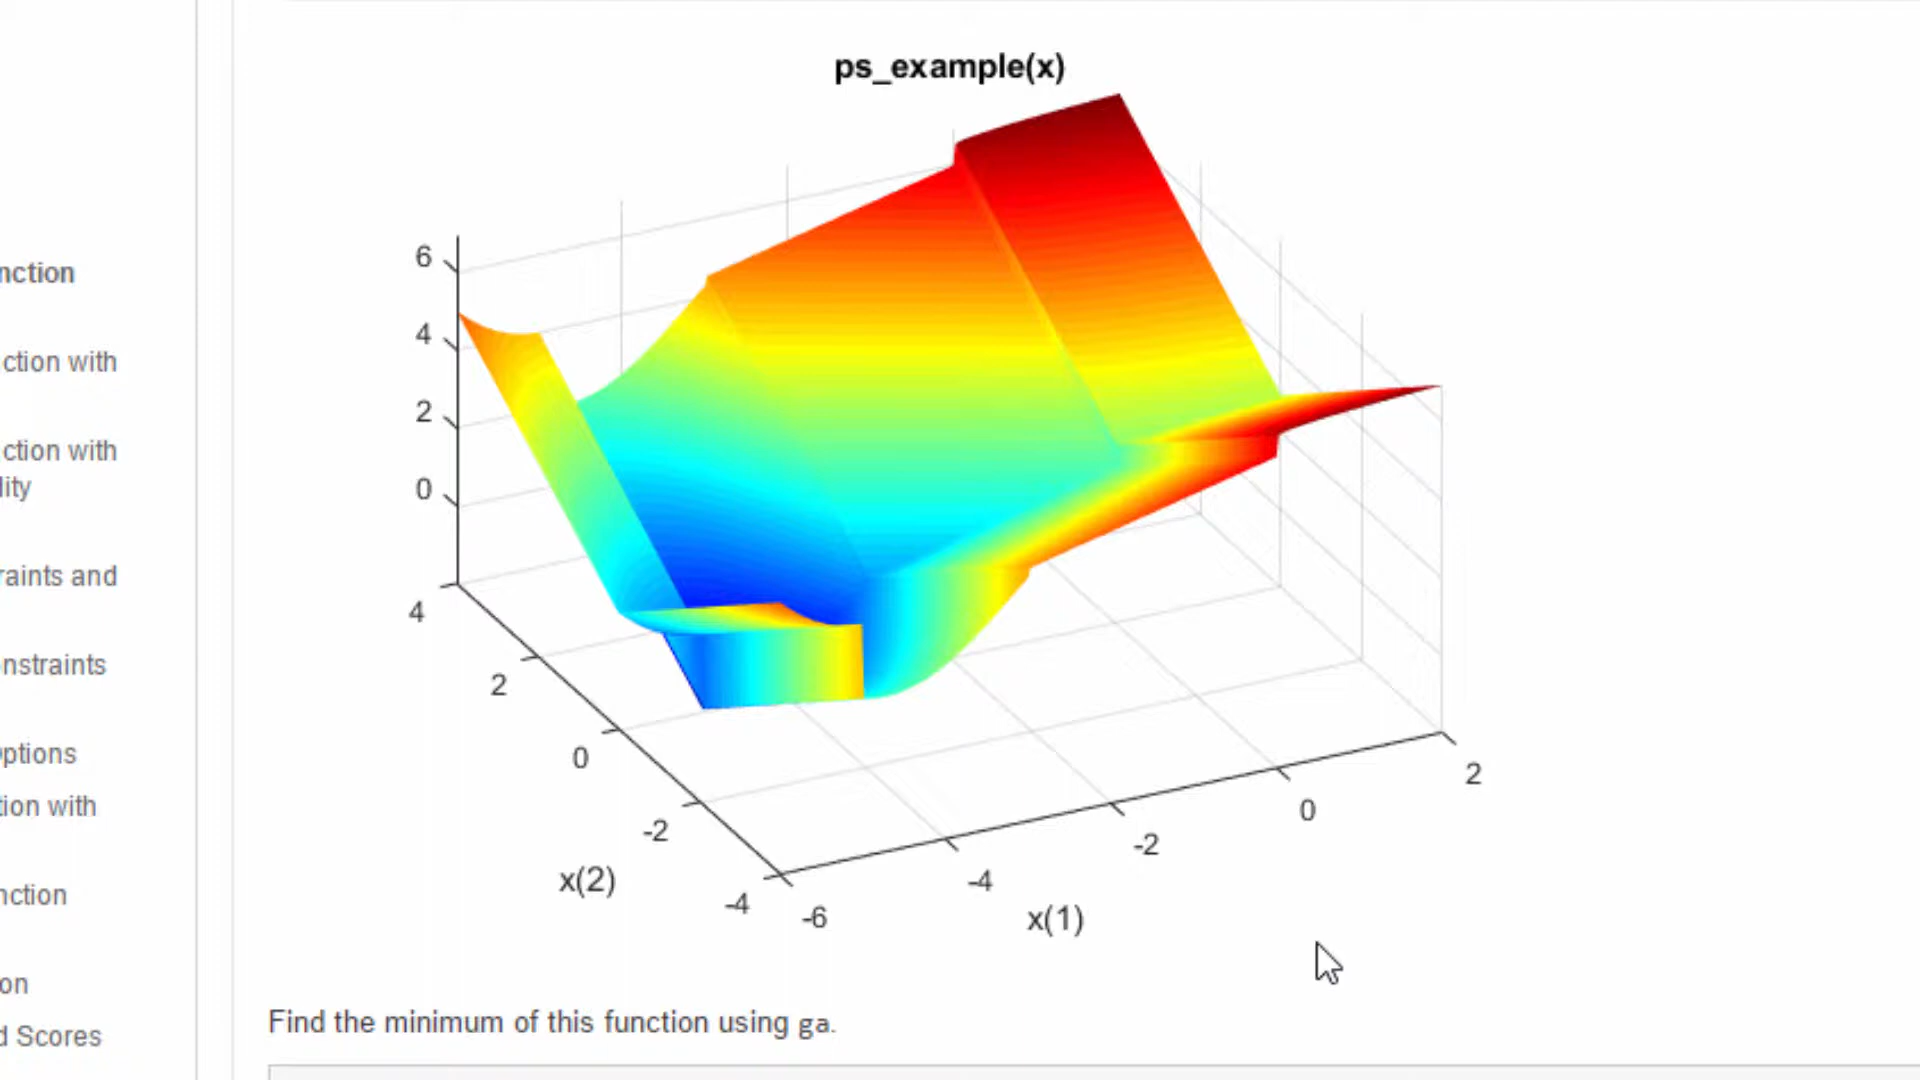 ps_example(x)
6
4
2
0
4
2
0
-2
-4
x(2)
-6
-4
-2
0
2
x(1)
Find the minimum of this function using ga.
nction
ction with
ction with
lity
raints and
nstraints
ptions
tion with
nction
on
d Scores